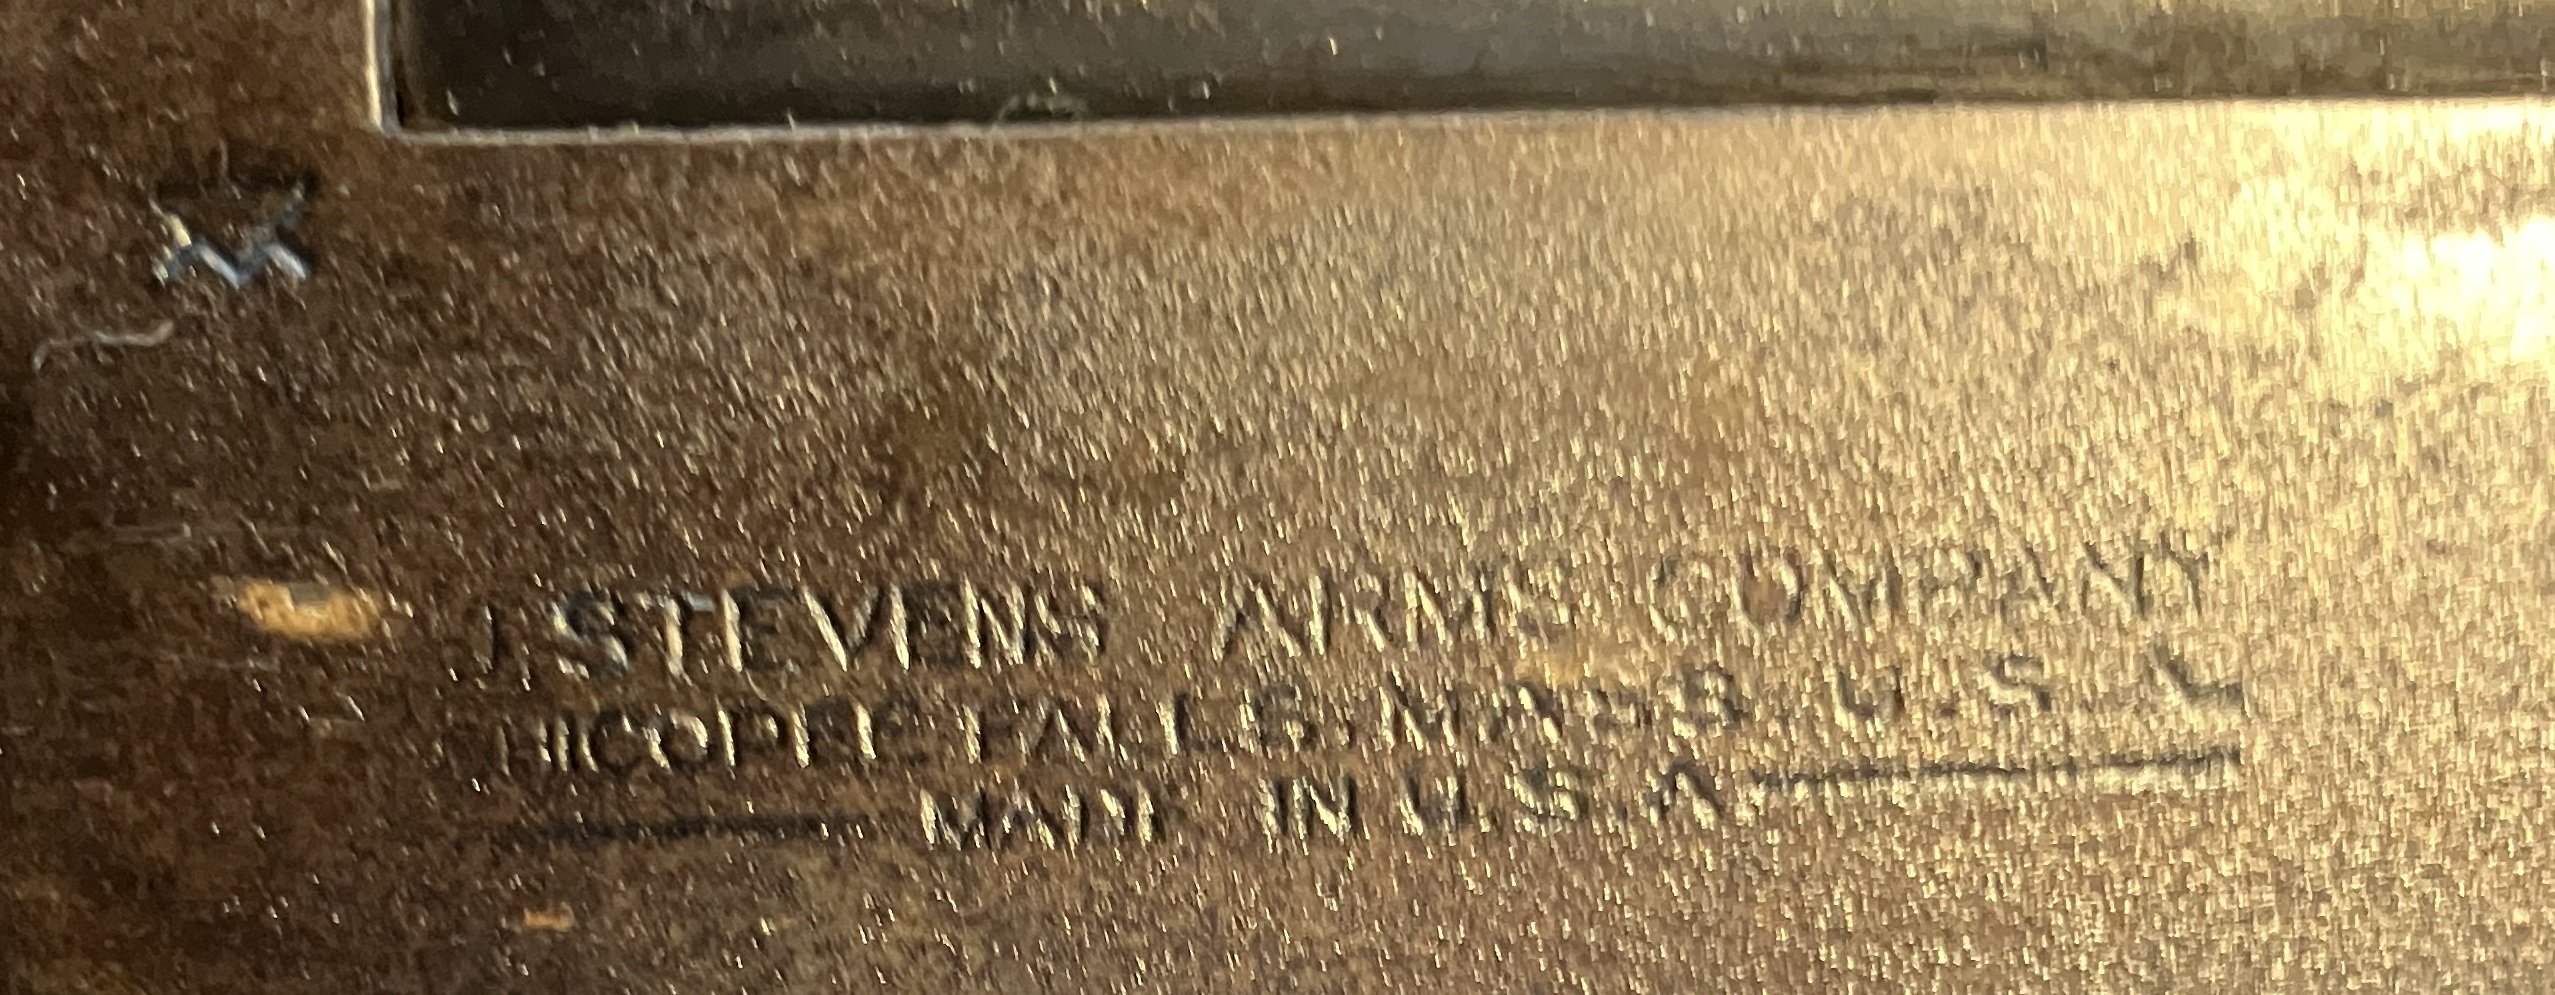 J. STEVENS ARMS COMPANY
CHICOPEE FALLS, MASS. U.S.A.
MADE IN U.S.A.